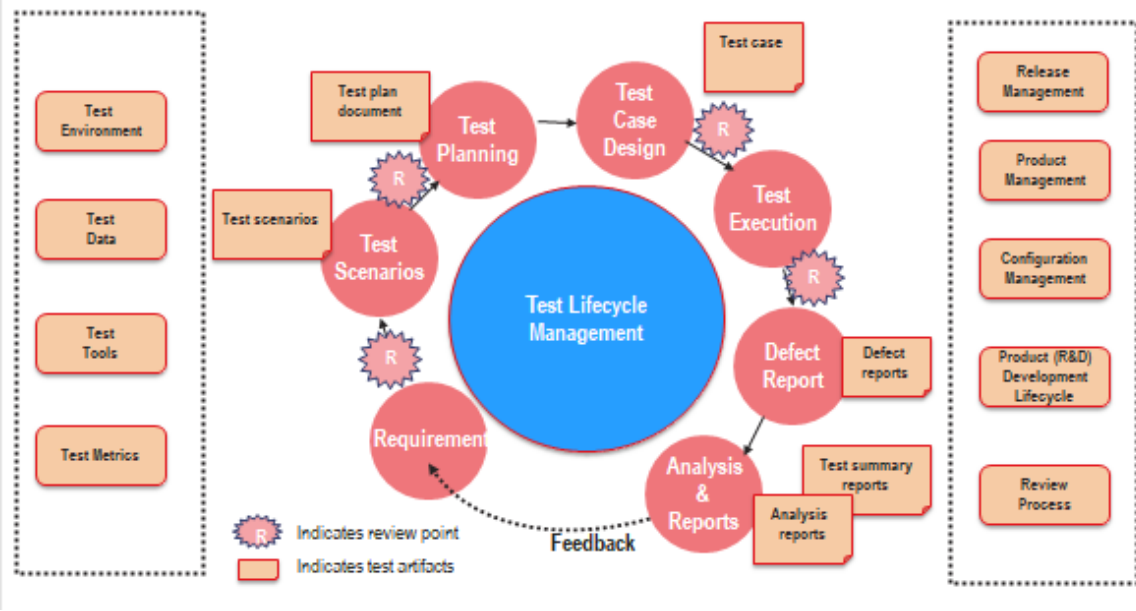 Test
Environment
Test
Data
Test
Tools
Test Metrics
Test plan
document
Test scenarios
Test case
Test
Planning
Test
Case
Design
R
R
Test
Execution
Test
Scenarios
R
R
Test Lifecycle
Management
Defect
Report
Defect
reports
Requirement
Analysis
&
Reports
Test summary
reports
Analysis
reports
Feedback
R
Indicates review point
Indicates test artifacts
Release
Management
Product
Management
Configuration
Management
Product (R&D)
Development
Lifecycle
Review
Process